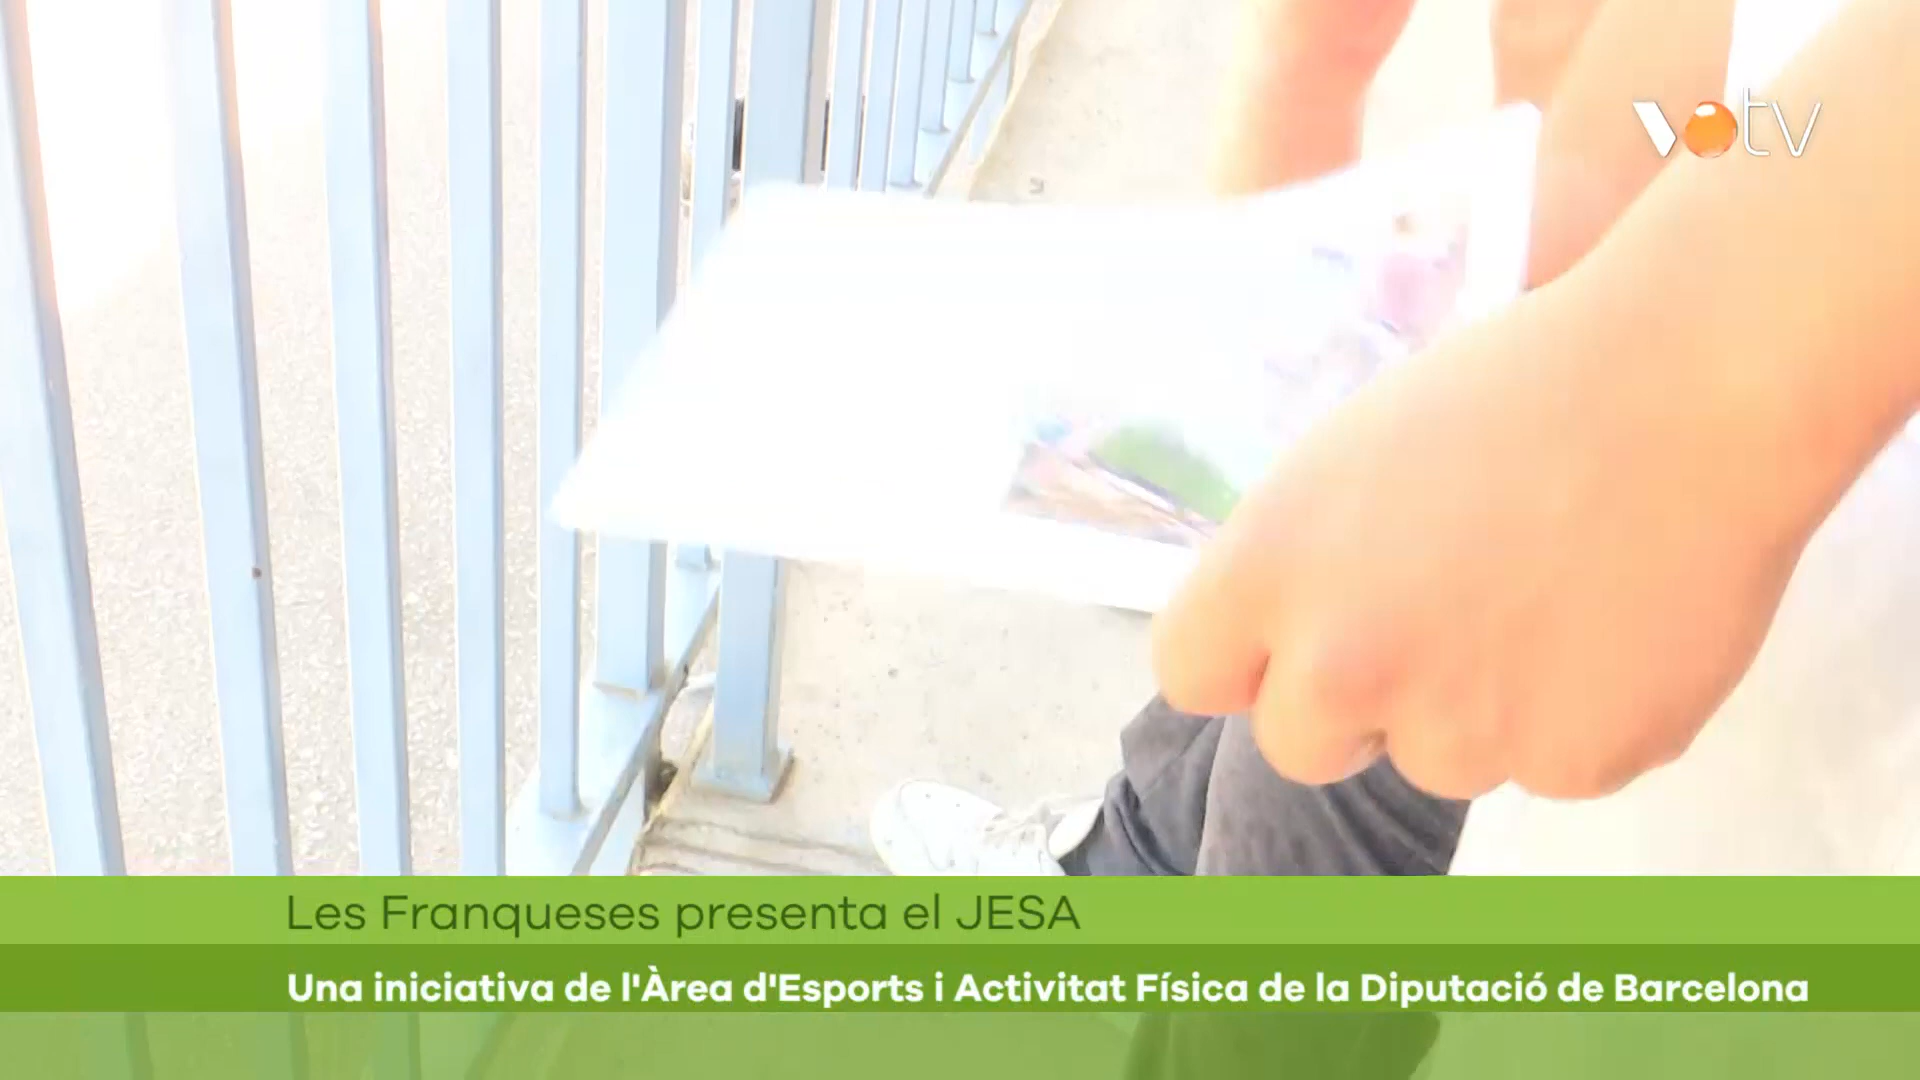 votv
Les Franqueses presenta el JESA
Una iniciativa de l'Àrea d'Esports i Activitat Física de la Diputació de Barcelona